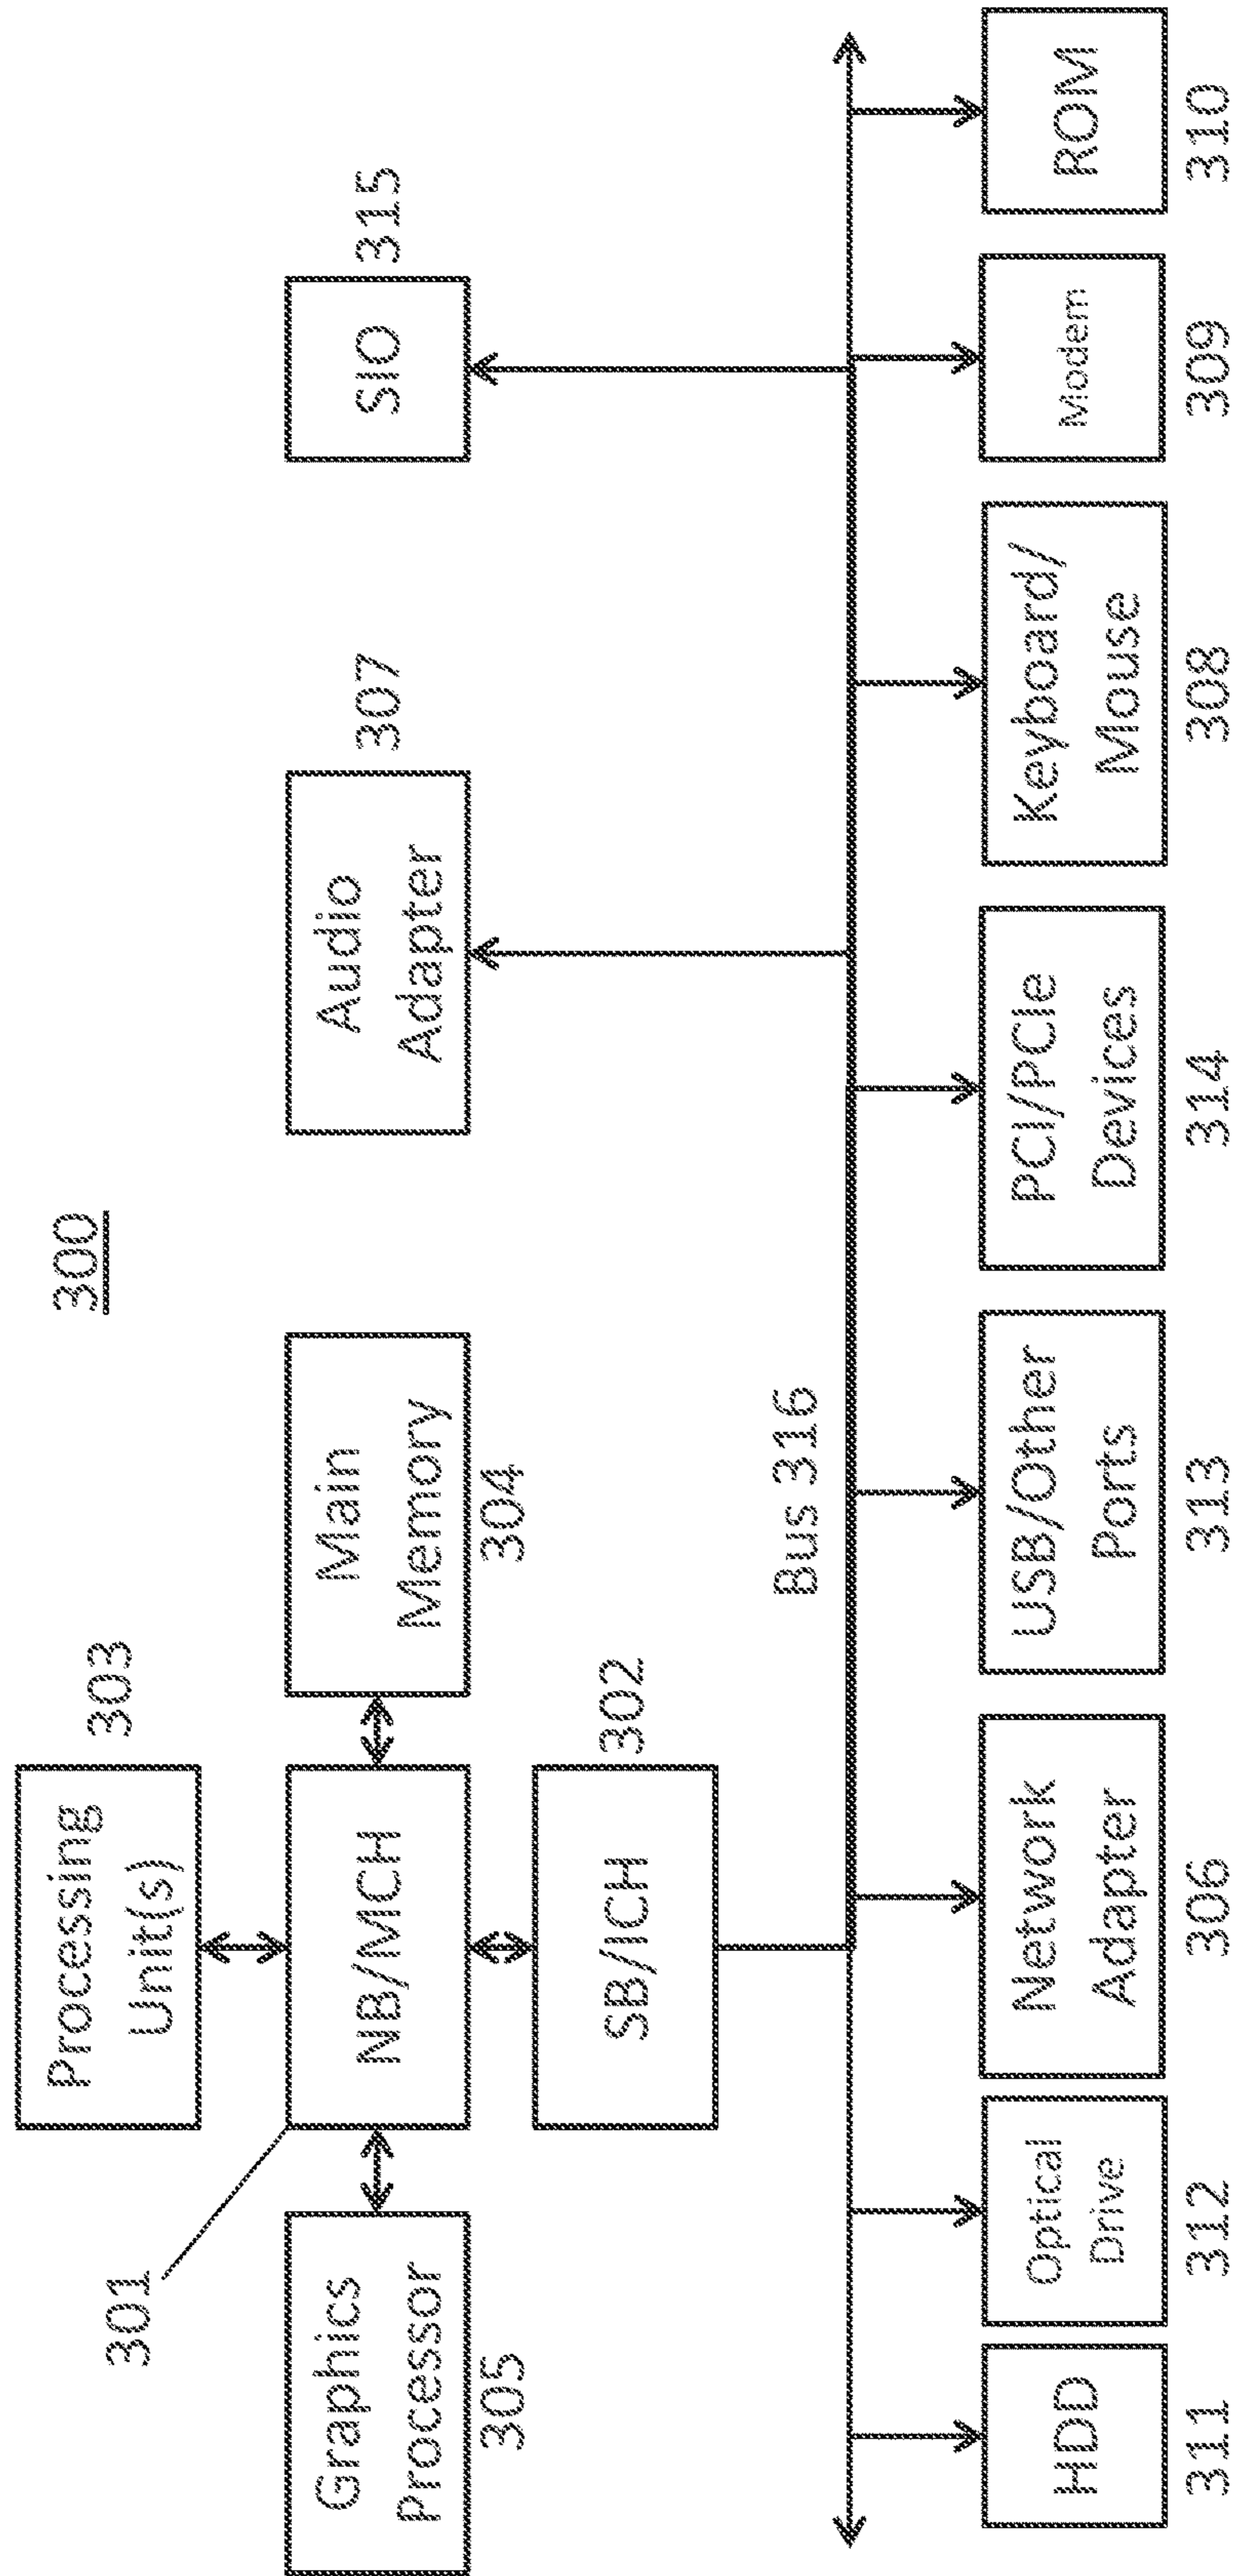 300
Processing
Unit(s)
303
301
Graphics
Processor
305
NB/MCH
Main
Memory
304
Audio
Adapter
307
SIO
315
SB/ICH
302
Bus 316
HDD
311
Optical
Drive
312
Network
Adapter
306
USB/Other
Ports
313
PCI/PCIe
Devices
314
Keyboard/
Mouse
308
Modem
309
ROM
310